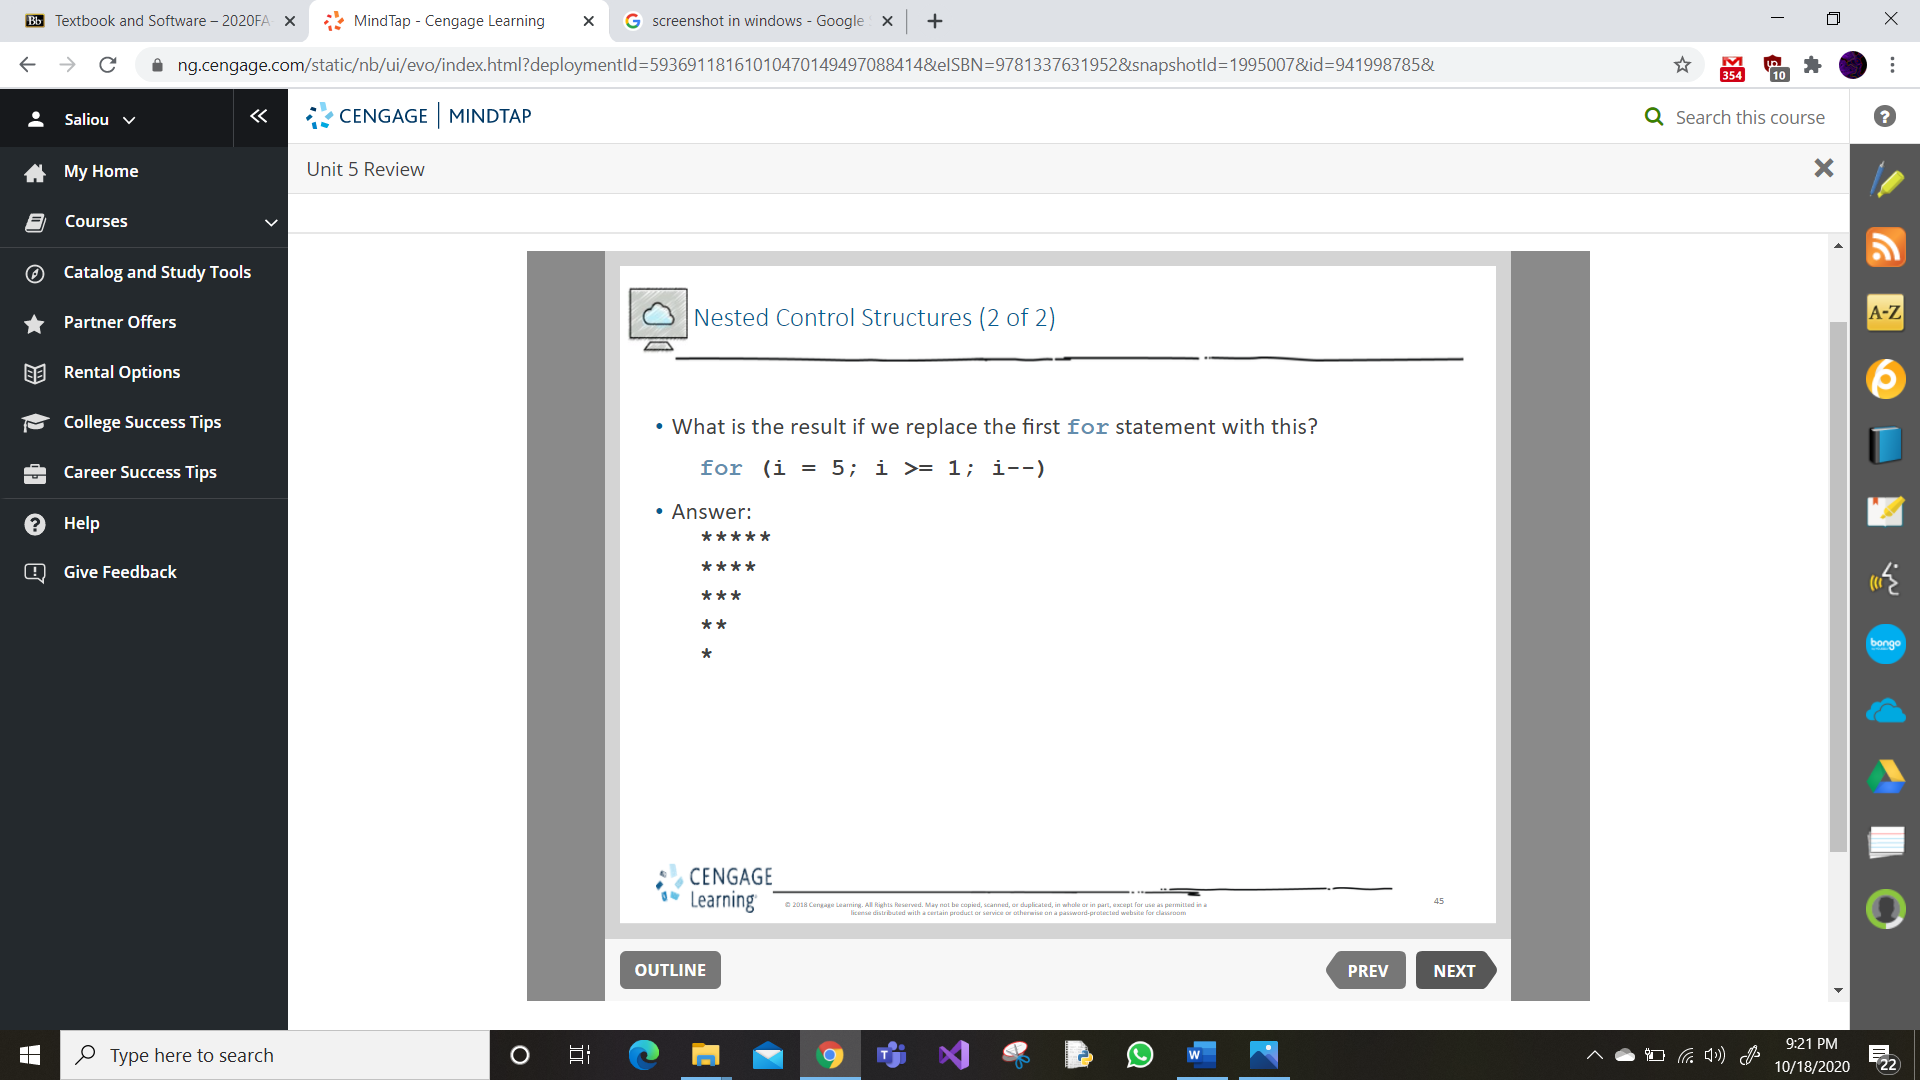 Textbook and Software – 2020FA
MindTap - Cengage Learning
screenshot in windows - Google
ng.cengage.com/static/nb/ui/evo/index.html?deploymentId=5936911816101047014949708​8414&eISBN=9781337631952&snapshotId=1995007&id=941998785&
354
10
Saliou
CENGAGE | MINDTAP
Search this course
My Home
Unit 5 Review
Courses
Catalog and Study Tools
Partner Offers
Rental Options
College Success Tips
Career Success Tips
Help
Give Feedback
A-Z
bongo
Nested Control Structures (2 of 2)
• What is the result if we replace the first for statement with this?
for (i = 5; i >= 1; i--)
• Answer:
*****
****
***
**
*
CENGAGE
Learning
© 2018 Cengage Learning. All Rights Reserved. May not be copied, scanned, or duplicated, in whole or in part, except for use as permitted in a
license distributed with a certain product or service or otherwise on a password-protected website for classroom
45
OUTLINE
PREV
NEXT
Type here to search
9:21 PM
10/18/2020
22